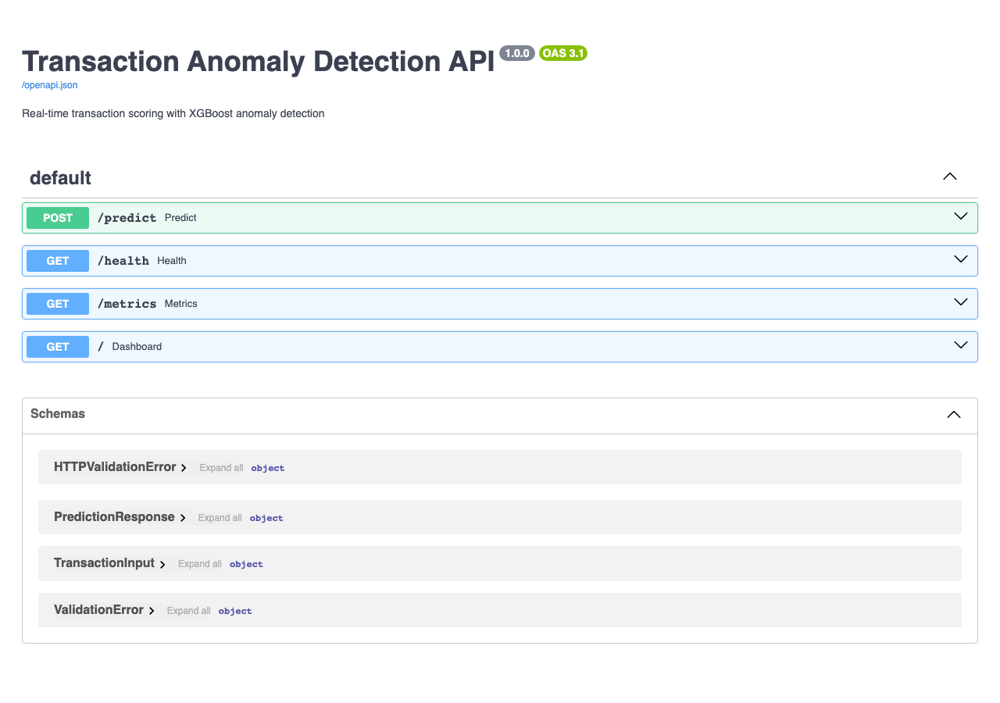 Transaction Anomaly Detection API 1.0.0 OAS 3.1
/openapi.json
Real-time transaction scoring with XGBoost anomaly detection
default
POST /predict Predict
GET /health Health
GET /metrics Metrics
GET / Dashboard
Schemas
HTTPValidationError Expand all object
PredictionResponse Expand all object
TransactionInput Expand all object
ValidationError Expand all object